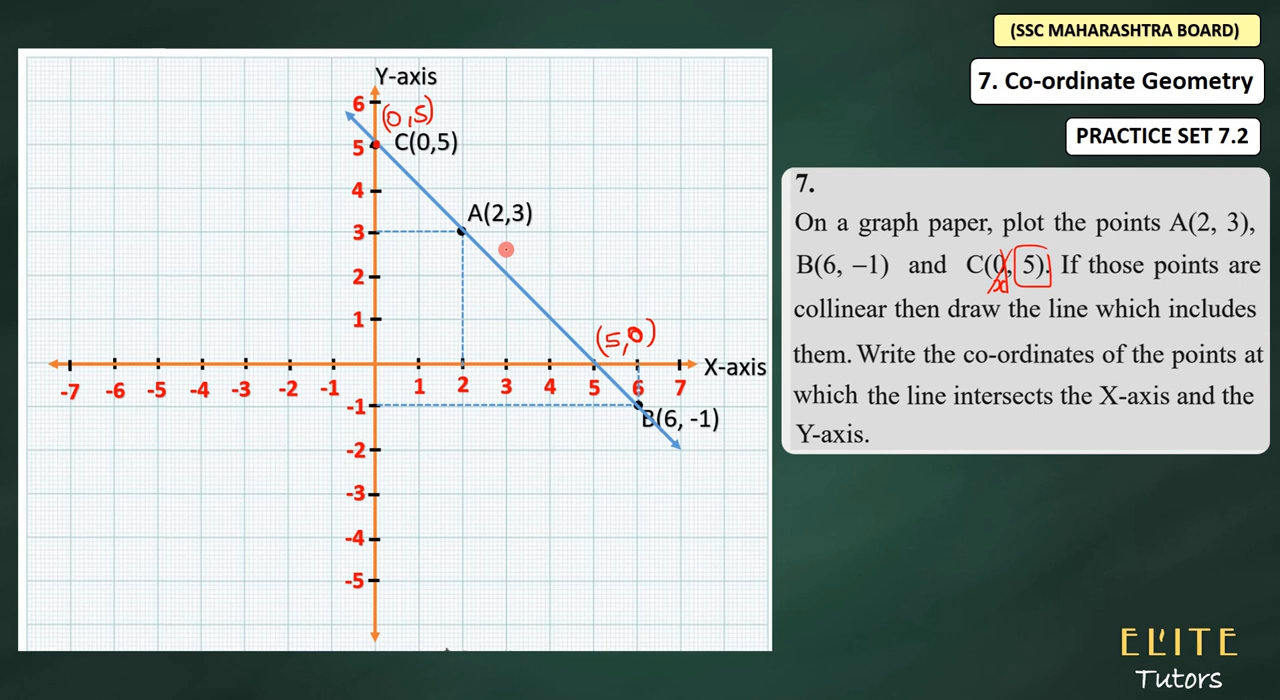 (SSC MAHARASHTRA BOARD)
7. Co-ordinate Geometry
PRACTICE SET 7.2
7.
On a graph paper, plot the points A(2, 3),
B(6, –1) and C(0, 5). If those points are
x
collinear then draw the line which includes
them. Write the co-ordinates of the points at
which the line intersects the X-axis and the
Y-axis.
Y-axis
6
(0,5)
5
C(0,5)
4
A(2,3)
3
2
1
(5,0)
X-axis
-7 -6 -5 -4 -3 -2 -1 1 2 3 4 5 6 7
-1
B(6, -1)
-2
-3
-4
-5
ELITE
Tutors